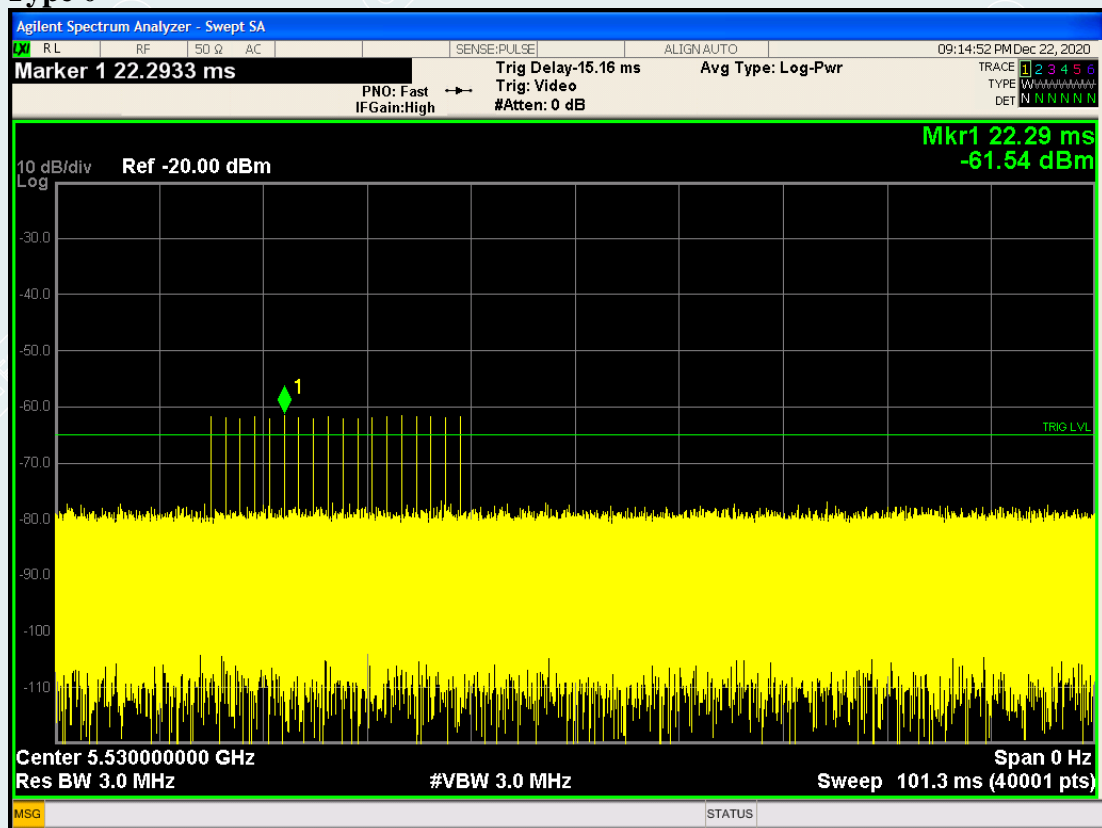 Agilent Spectrum Analyzer - Swept SA
LXI RL RF 50 Ω AC SENSE:PULSE ALIGNAUTO 09:14:52 PM Dec 22, 2020
Marker 1 22.2933 ms
PNO: Fast
IFGain:High
Trig Delay-15.16 ms
Trig: Video
#Atten: 0 dB
Avg Type: Log-Pwr
TRACE 1 2 3 4 5 6
TYPE
DET N N N N N N
Mkr1 22.29 ms
-61.54 dBm
10 dB/div Ref -20.00 dBm
Log
-30.0
-40.0
-50.0
1
-60.0
TRIG LVL
-70.0
-80.0
-90.0
-100
-110
Center 5.530000000 GHz Span 0 Hz
Res BW 3.0 MHz #VBW 3.0 MHz Sweep 101.3 ms (40001 pts)
MSG STATUS